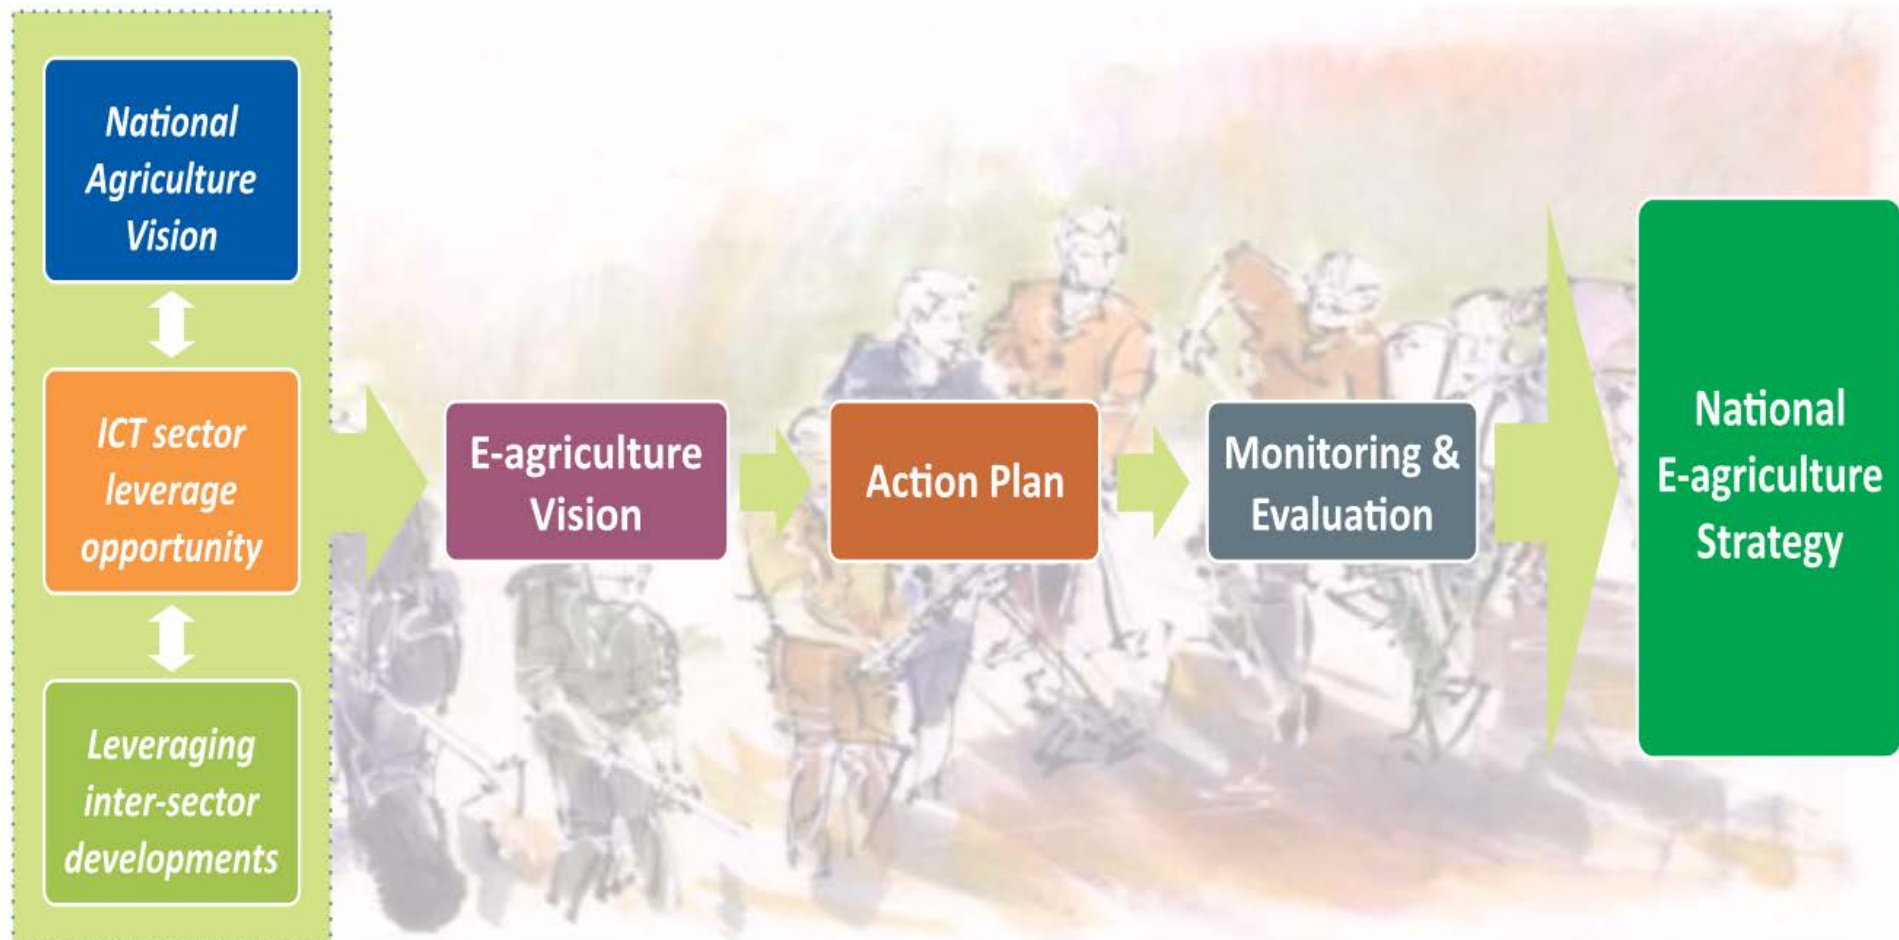 National
Agriculture
Vision
ICT sector
leverage
opportunity
Leveraging
inter-sector
developments
E-agriculture
Vision
Action Plan
Monitoring &
Evaluation
National
E-agriculture
Strategy